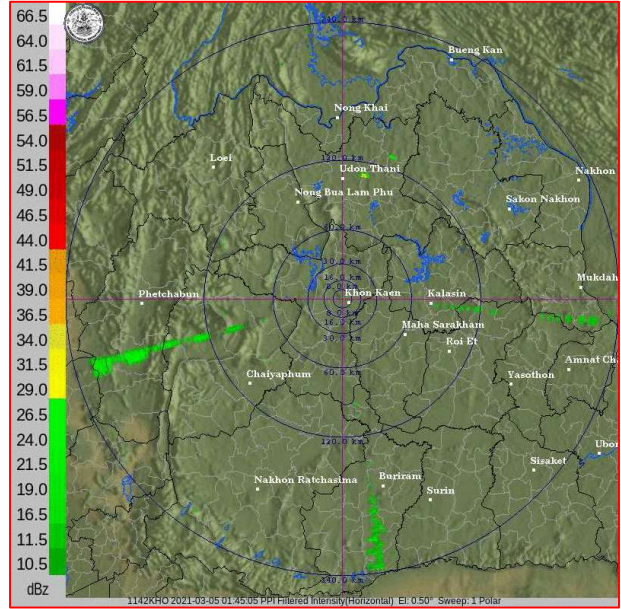 66.5
64.0
61.5
59.0
56.5
54.0
51.5
49.0
46.5
44.0
41.5
39.0
36.5
34.0
31.5
29.0
26.5
24.0
21.5
19.0
16.5
13.5
10.5
dBz
Bueng Kan
Nong Khai
120.0 km
Loei
Udon Thani
Nakhon
Nong Bua Lam Phu
Sakon Nakhon
Mukdah
Phetchabun
Khon Kaen
Kalasin
Maha Sarakham
Roi Et
Amnat Cha
Chaiyaphum
Yasothon
120.0 km
Ubon
Sisaket
Nakhon Ratchasima
Buriram
Surin
240.0 km
1142KHO 2021-03-05 01:45:05 PPI Filtered Intensity(Horizontal) El: 0.50° Sweep: 1 Polar